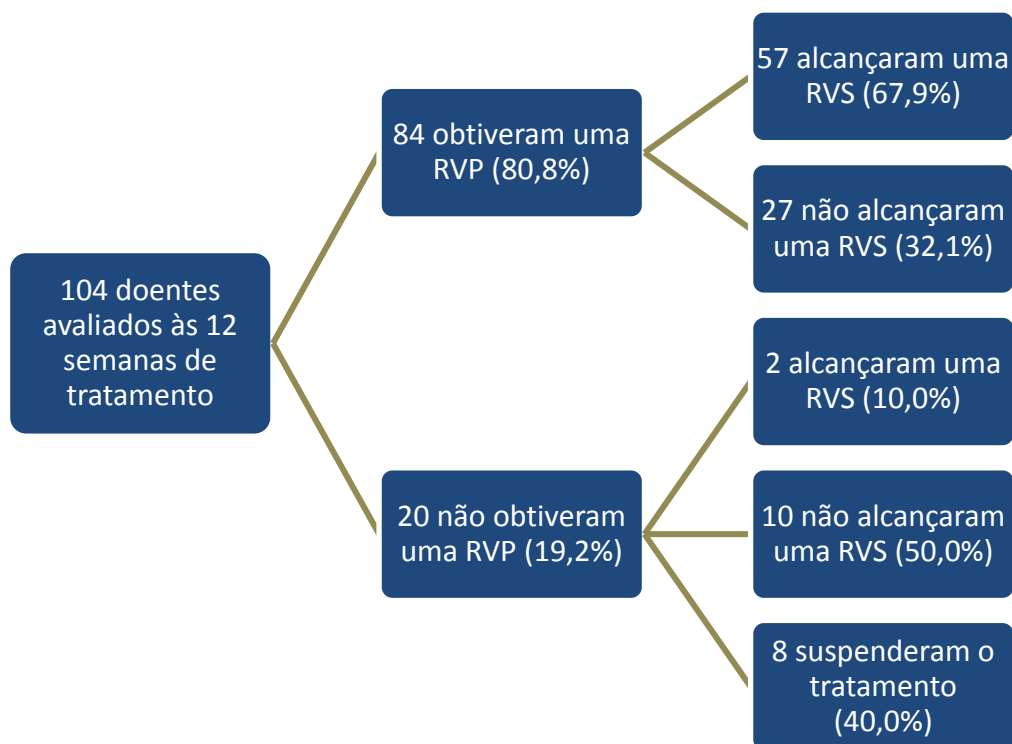 104 doentes
avaliados às 12
semanas de
tratamento
84 obtiveram uma
RVP (80,8%)
20 não obtiveram
uma RVP (19,2%)
57 alcançaram uma
RVS (67,9%)
27 não alcançaram
uma RVS (32,1%)
2 alcançaram uma
RVS (10,0%)
10 não alcançaram
uma RVS (50,0%)
8 suspenderam o
tratamento
(40,0%)